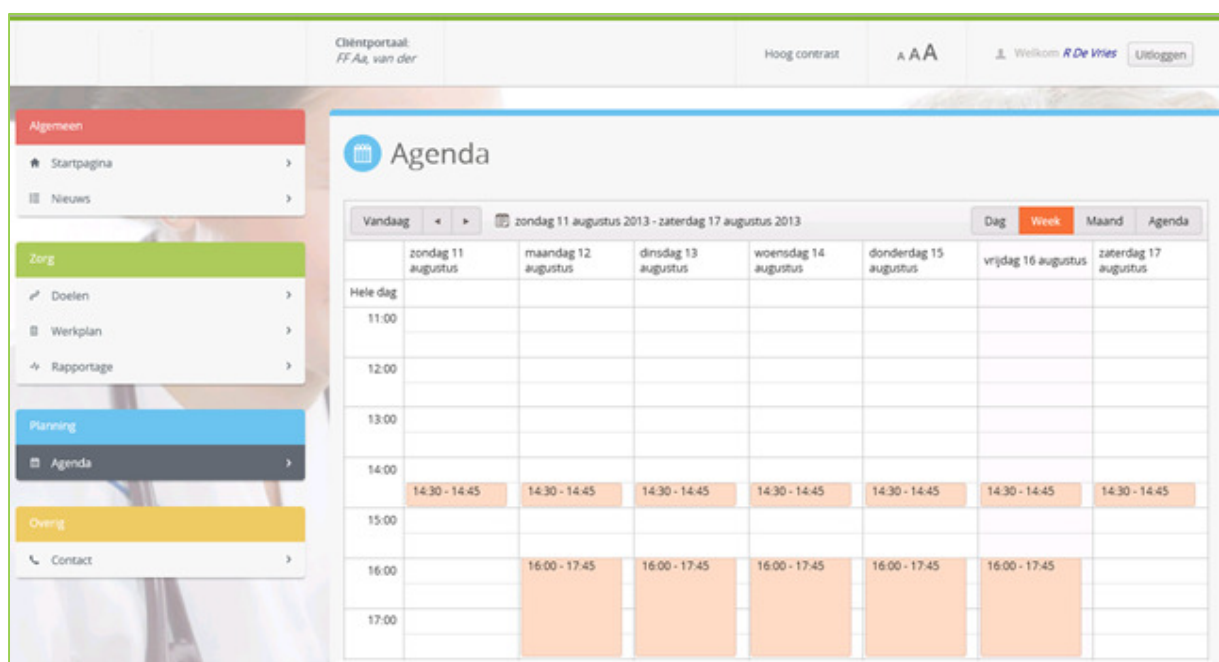 Cliëntportaal:
FF Aa, van der
Hoog contrast
A A A
Welkom R De Vries
Uitloggen
Algemeen
Startpagina
Nieuws
Zorg
Doelen
Werkplan
Rapportage
Planning
Agenda
Overig
Contact
Agenda
Vandaag
zondag 11 augustus 2013 - zaterdag 17 augustus 2013
Dag Week Maand Agenda
zondag 11 augustus
maandag 12 augustus
dinsdag 13 augustus
woensdag 14 augustus
donderdag 15 augustus
vrijdag 16 augustus
zaterdag 17 augustus
Hele dag
11:00
12:00
13:00
14:00
14:30 - 14:45 14:30 - 14:45 14:30 - 14:45 14:30 - 14:45 14:30 - 14:45 14:30 - 14:45 14:30 - 14:45
15:00
16:00 - 17:45 16:00 - 17:45 16:00 - 17:45 16:00 - 17:45 16:00 - 17:45
16:00
17:00